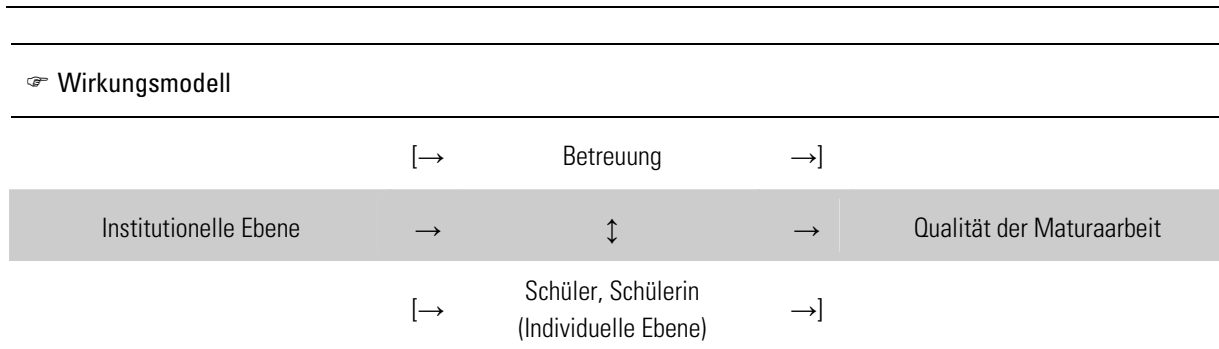 ☞ Wirkungsmodell
[→ Betreuung →]
Institutionelle Ebene → ↕ → Qualität der Maturaarbeit
[→ Schüler, Schülerin →]
(Individuelle Ebene)